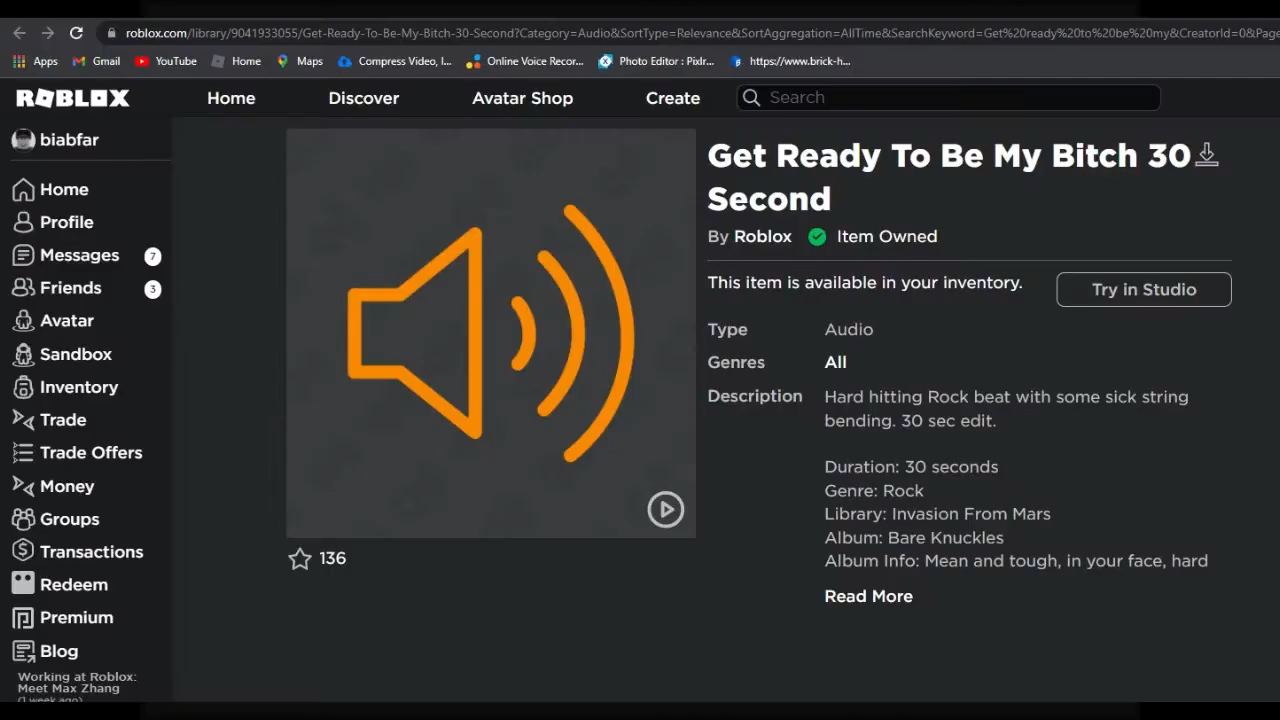 roblox.com/library/9041933055/Get-Ready-To-Be-My-Bitch-30-Second?Category=Audio&SortType=Relevance&SortAggregation=AllTime&SearchKeyword=Get%20ready%20to%20be%20my&CreatorId=0&Page
Apps Gmail YouTube Home Maps Compress Video, I... Online Voice Recor... Photo Editor : Pixlr... https://www.brick-h...
ROBLOX Home Discover Avatar Shop Create Search
biabfar
Home
Profile
Messages 7
Friends 3
Avatar
Sandbox
Inventory
Trade
Trade Offers
Money
Groups
Transactions
Redeem
Premium
Blog
Working at Roblox:
Meet Max Zhang
(1 week ago)
136
Get Ready To Be My Bitch 30
Second
By Roblox Item Owned
This item is available in your inventory. Try in Studio
Type Audio
Genres All
Description Hard hitting Rock beat with some sick string
bending. 30 sec edit.
Duration: 30 seconds
Genre: Rock
Library: Invasion From Mars
Album: Bare Knuckles
Album Info: Mean and tough, in your face, hard
Read More